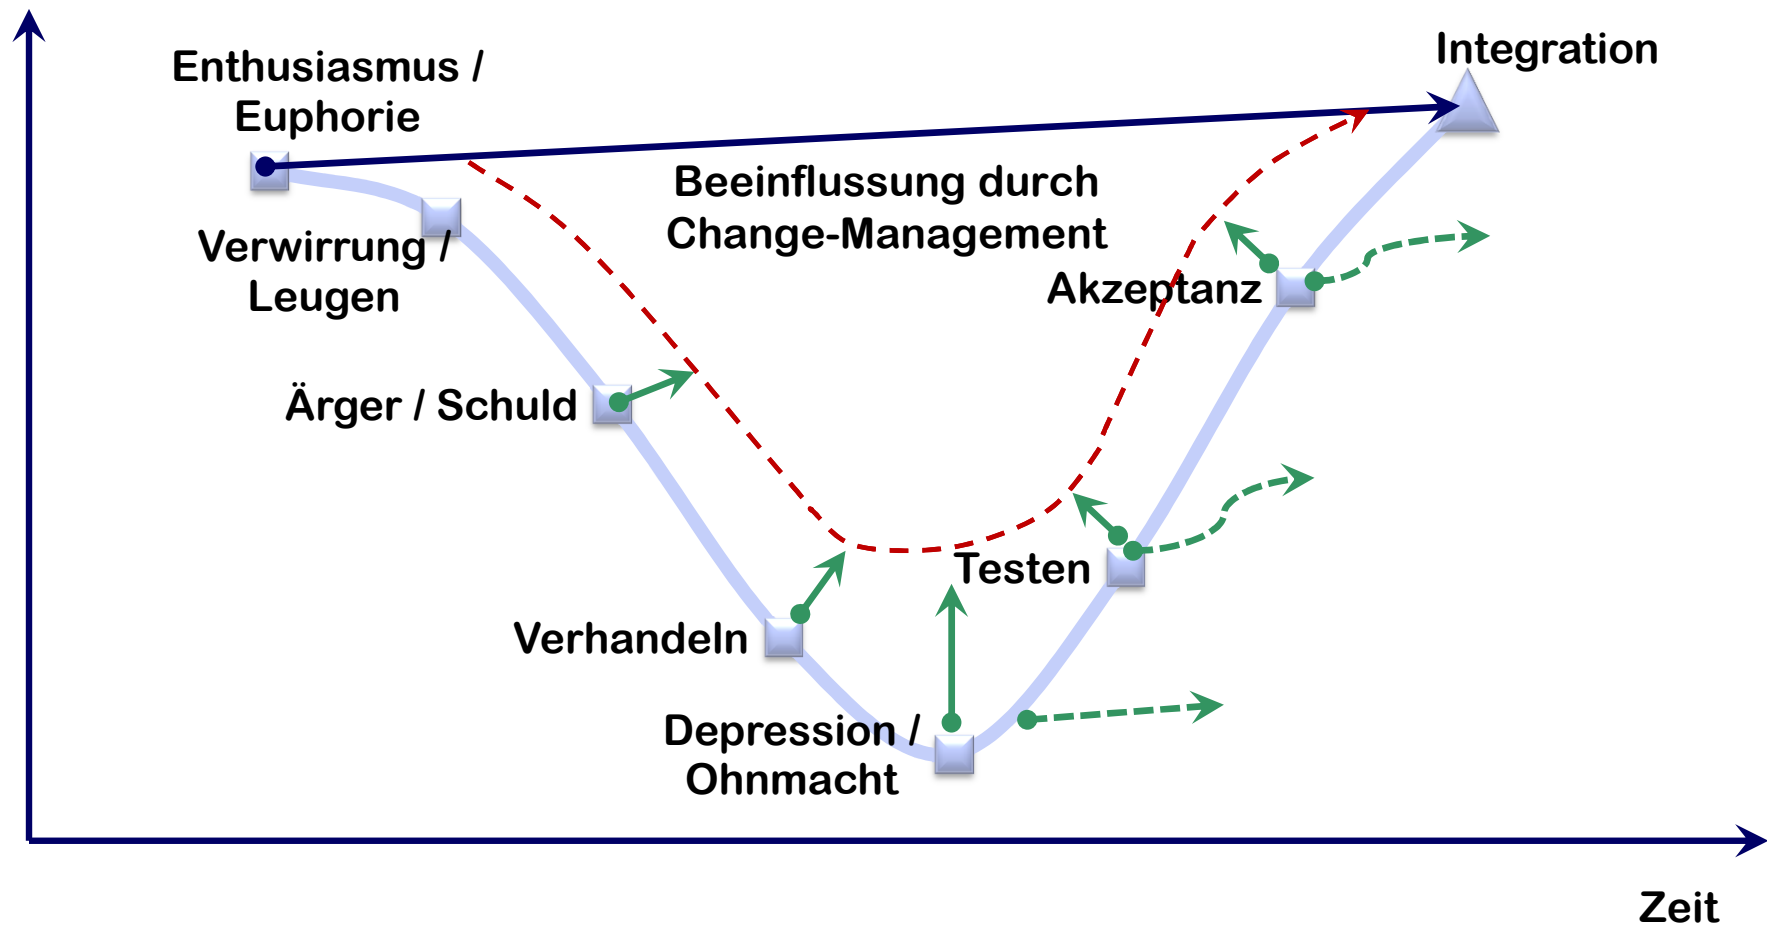 Enthusiasmus /
Euphorie
Integration
Beeinflussung durch
Change-Management
Verwirrung /
Leugen
Akzeptanz
Ärger / Schuld
Testen
Verhandeln
Depression /
Ohnmacht
Zeit